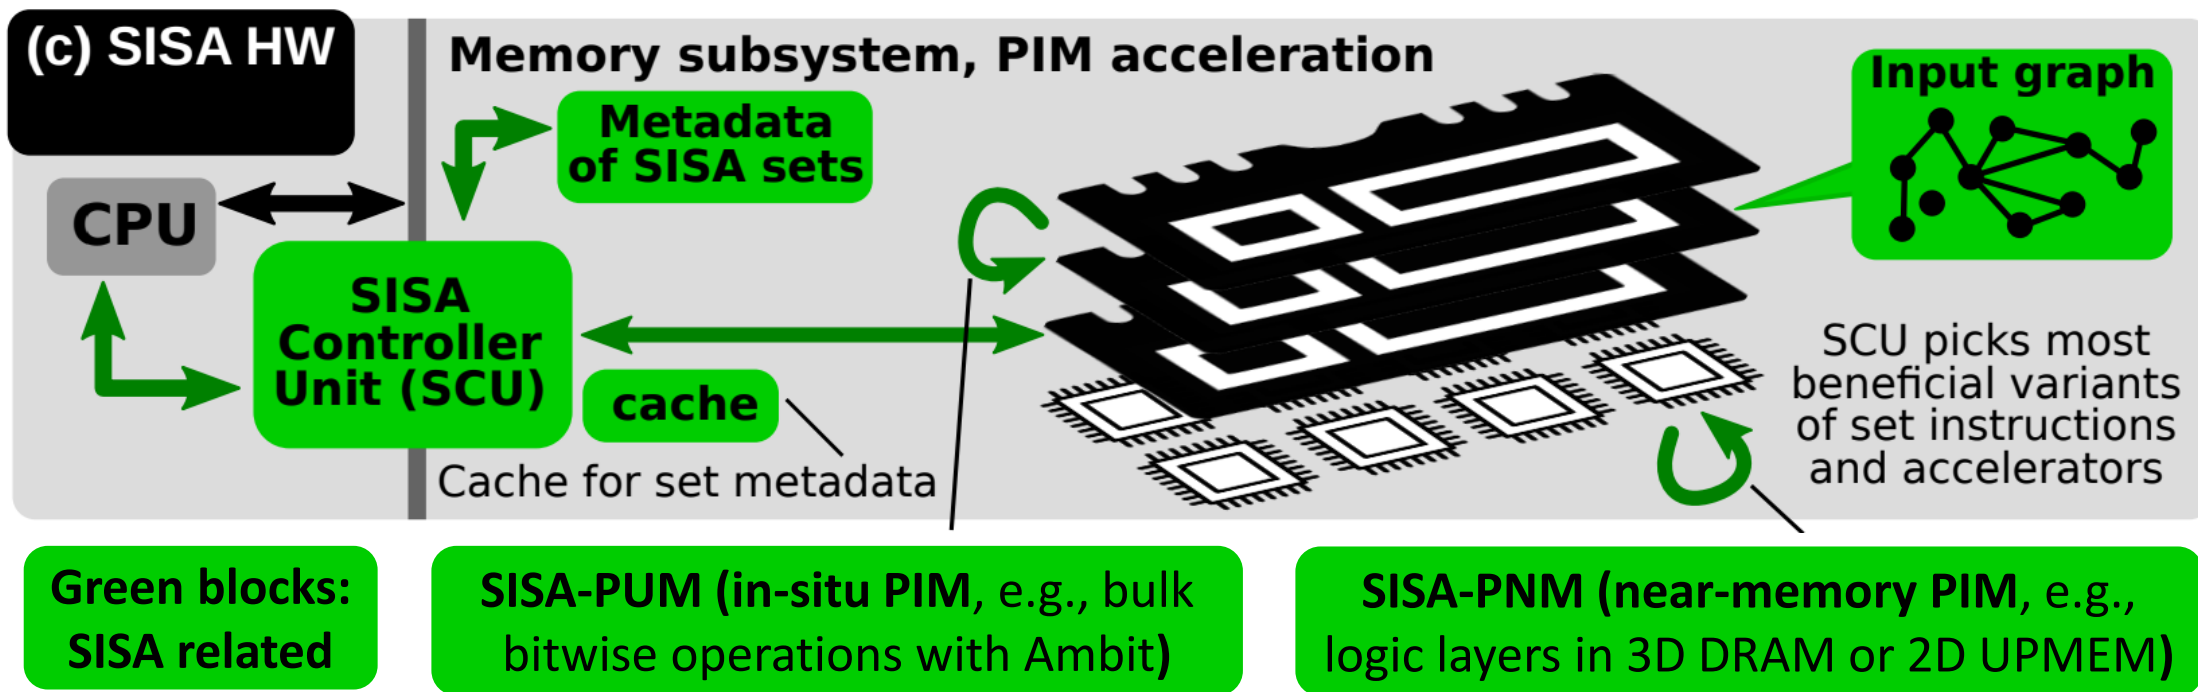 (c) SISA HW
Memory subsystem, PIM acceleration
Metadata
of SISA sets
Input graph
CPU
SISA
Controller
Unit (SCU)
cache
Cache for set metadata
SCU picks most
beneficial variants
of set instructions
and accelerators
Green blocks:
SISA related
SISA-PUM (in-situ PIM, e.g., bulk
bitwise operations with Ambit)
SISA-PNM (near-memory PIM, e.g.,
logic layers in 3D DRAM or 2D UPMEM)